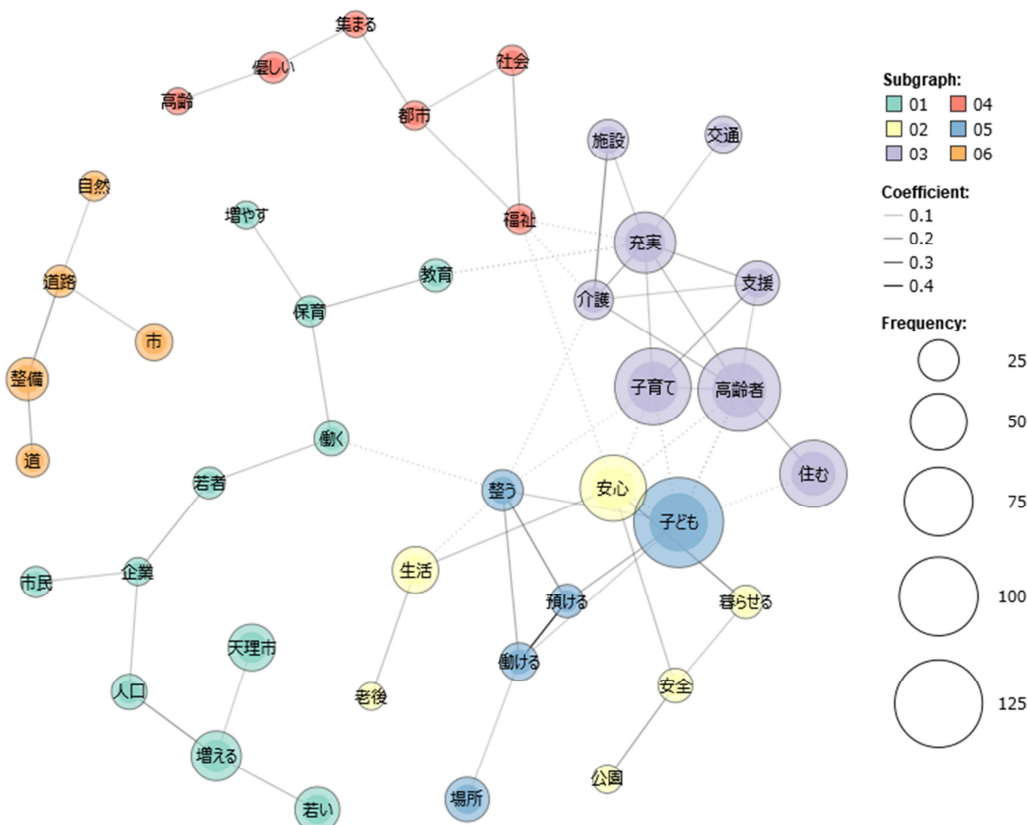 集まる
優しい
社会
高齢
都市
施設
交通
自然
増やす
福祉
充実
教育
道路
支援
保育
介護
市
整備
子育て
高齢者
働く
道
若者
整う
安心
住む
子ども
企業
生活
市民
預ける
暮らせる
天理市
働ける
人口
老後
安全
増える
公園
場所
若い
Subgraph:
01 04
02 05
03 06
Coefficient:
0.1
0.2
0.3
0.4
Frequency:
25
50
75
100
125